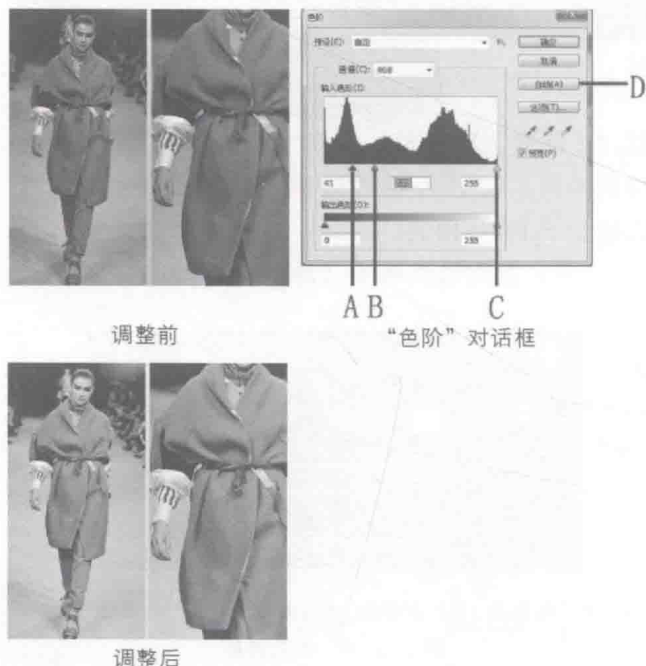 色阶
预设(E): 自定
确定
取消
自动(A)
选项(T)...
预览(P)
通道(C): RGB
输入色阶(I):
41
255
输出色阶(O):
0
255
A B C
D
调整前
“色阶”对话框
调整后